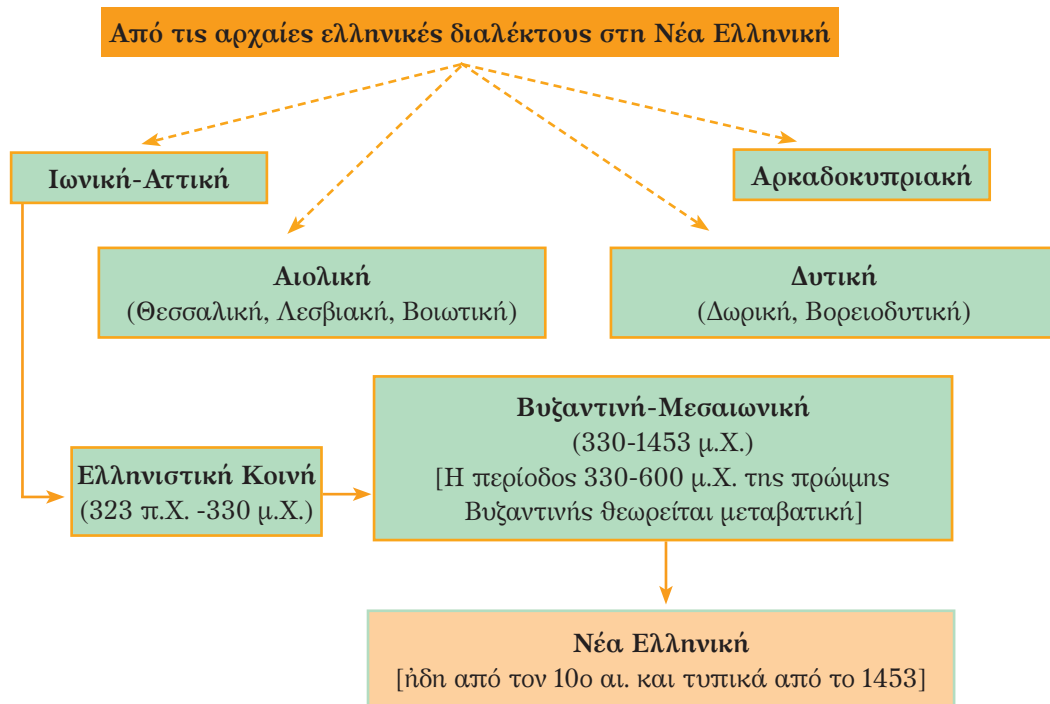 Από τις αρχαίες ελληνικές διαλέκτους στη Νέα Ελληνική
Ιωνική-Αττική
Αρκαδοκυπριακή
Αιολική
(Θεσσαλική, Λεσβιακή, Βοιωτική)
Δυτική
(Δωρική, Βορειοδυτική)
Ελληνιστική Κοινή
(323 π.Χ. -330 μ.Χ.)
Βυζαντινή-Μεσαιωνική
(330-1453 μ.Χ.)
[Η περίοδος 330-600 μ.Χ. της πρώιμης
Βυζαντινής θεωρείται μεταβατική]
Νέα Ελληνική
[ήδη από τον 10ο αι. και τυπικά από το 1453]